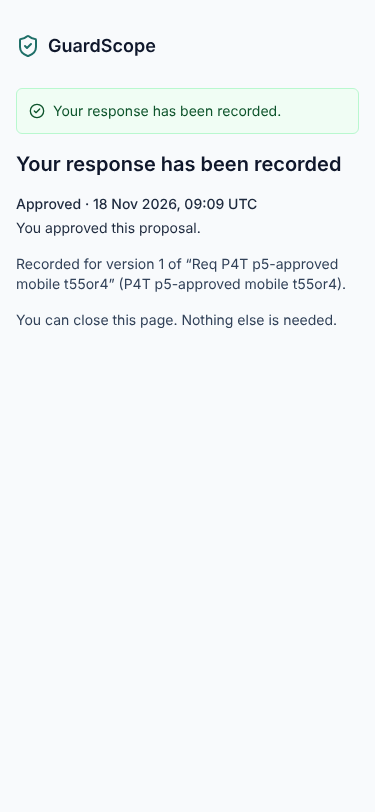 GuardScope
Your response has been recorded.
Your response has been recorded
Approved · 18 Nov 2026, 09:09 UTC
You approved this proposal.
Recorded for version 1 of “Req P4T p5-approved
mobile t55or4” (P4T p5-approved mobile t55or4).
You can close this page. Nothing else is needed.